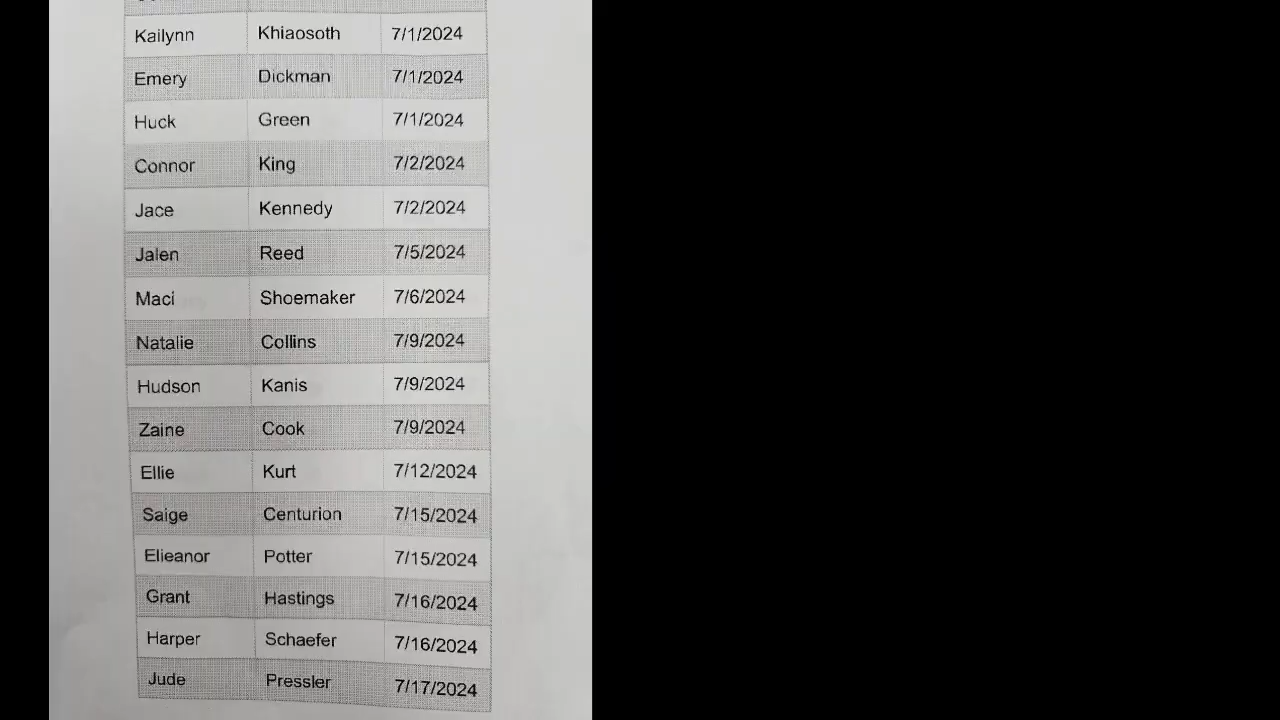 Kailynn Khiaosoth 7/1/2024
Emery Dickman 7/1/2024
Huck Green 7/1/2024
Connor King 7/2/2024
Jace Kennedy 7/2/2024
Jalen Reed 7/5/2024
Maci Shoemaker 7/6/2024
Natalie Collins 7/9/2024
Hudson Kanis 7/9/2024
Zaine Cook 7/9/2024
Ellie Kurt 7/12/2024
Saige Centurion 7/15/2024
Elieanor Potter 7/15/2024
Grant Hastings 7/16/2024
Harper Schaefer 7/16/2024
Jude Pressler 7/17/2024